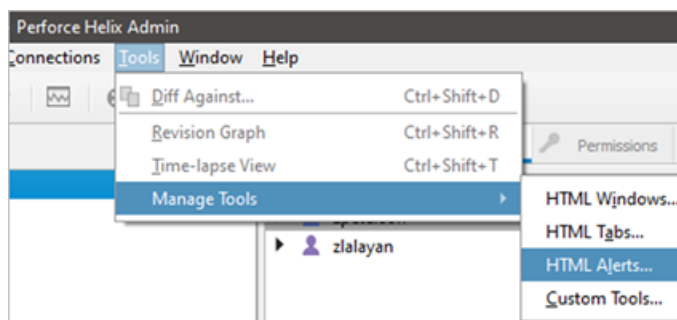 Perforce Helix Admin
Connections Tools Window Help
Diff Against... Ctrl+Shift+D
Revision Graph Ctrl+Shift+R
Time-lapse View Ctrl+Shift+T
Permissions
Manage Tools
HTML Windows...
HTML Tabs...
zlalayan
HTML Alerts...
Custom Tools...